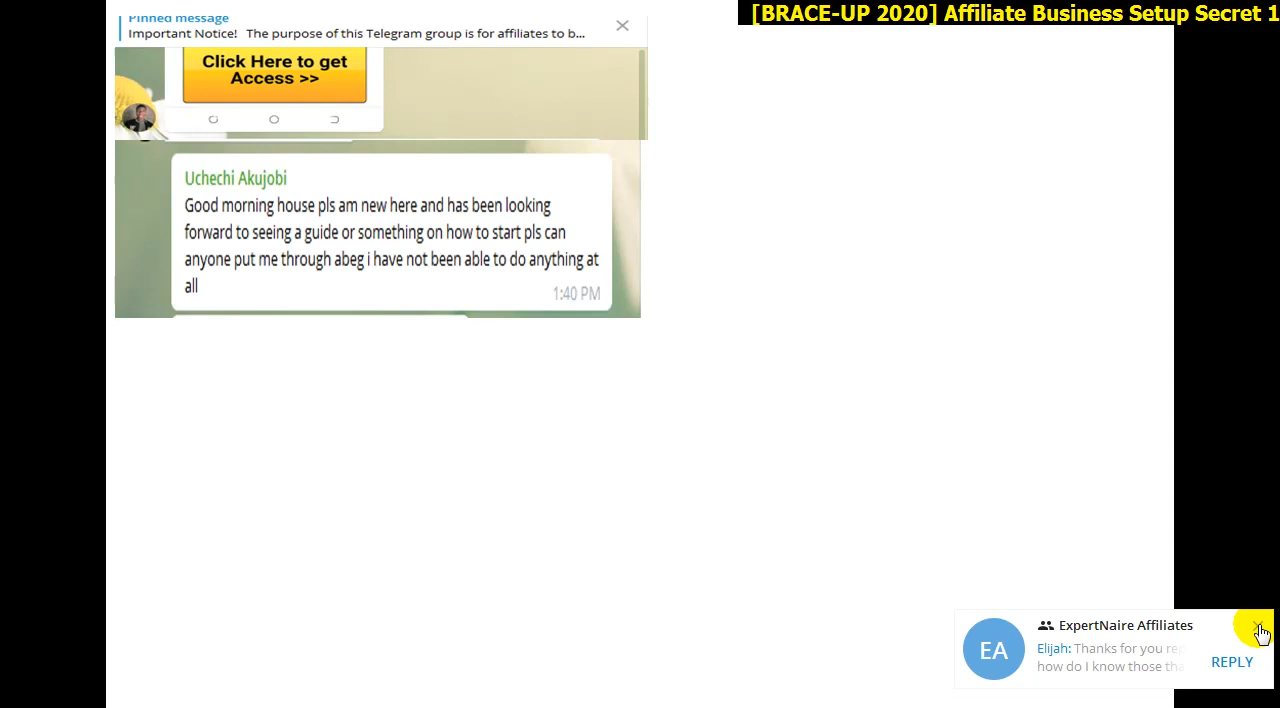 [BRACE-UP 2020] Affiliate Business Setup Secret 1
Pinned message
Important Notice!   The purpose of this Telegram group is for affiliates to b...
Click Here to get
Access >>
Uchechi Akujobi
Good morning house pls am new here and has been looking
forward to seeing a guide or something on how to start pls can
anyone put me through abeg i have not been able to do anything at
all
1:40 PM
EA
ExpertNaire Affiliates
Elijah: Thanks for you rep
how do I know those tha
REPLY